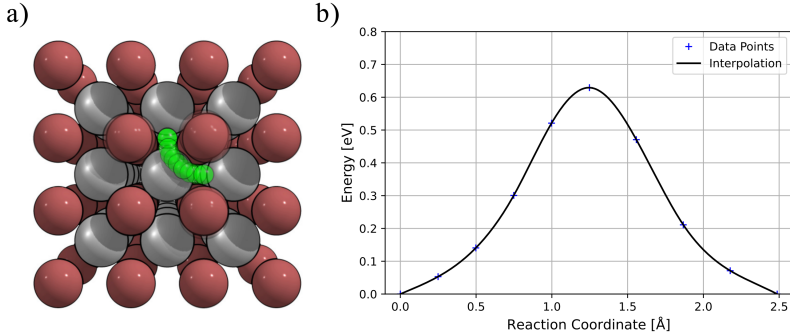 a)
b)
0.8
0.7
0.6
0.5
0.4
0.3
0.2
0.1
0.0
Energy [eV]
Data Points
Interpolation
0.0 0.5 1.0 1.5 2.0 2.5
Reaction Coordinate [Å]